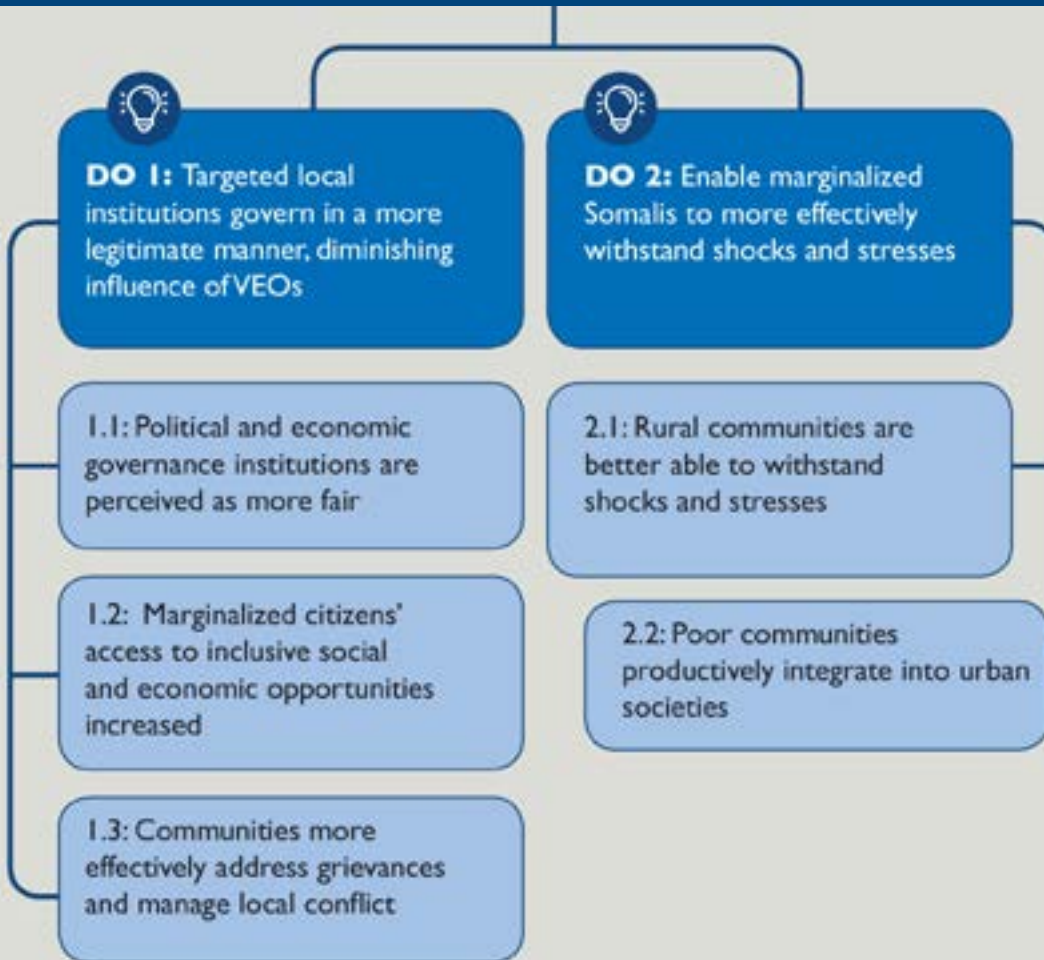 DO 1: Targeted local
institutions govern in a more
legitimate manner, diminishing
influence of VEOs
1.1: Political and economic
governance institutions are
perceived as more fair
1.2: Marginalized citizens'
access to inclusive social
and economic opportunities
increased
1.3: Communities more
effectively address grievances
and manage local conflict
DO 2: Enable marginalized
Somalis to more effectively
withstand shocks and stresses
2.1: Rural communities are
better able to withstand
shocks and stresses
2.2: Poor communities
productively integrate into urban
societies